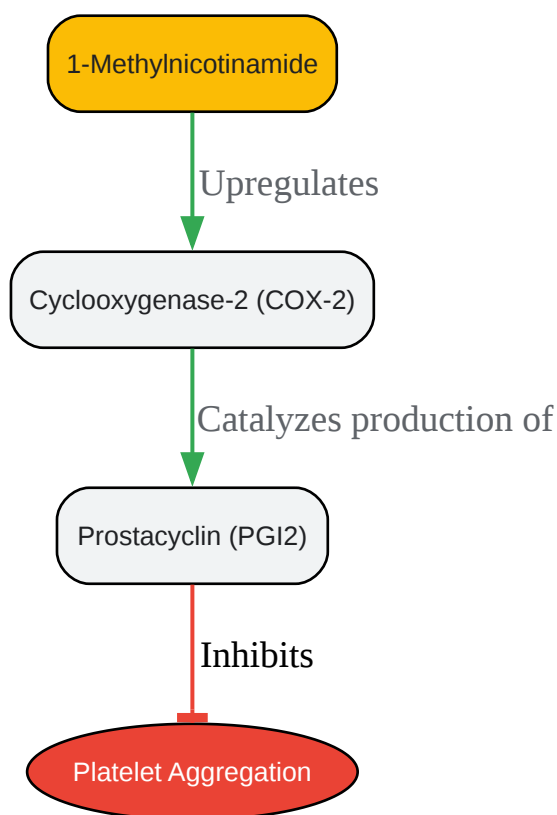 1-Methylnicotinamide
Upregulates
Cyclooxygenase-2 (COX-2)
Catalyzes production of
Prostacyclin (PGI2)
Inhibits
Platelet Aggregation